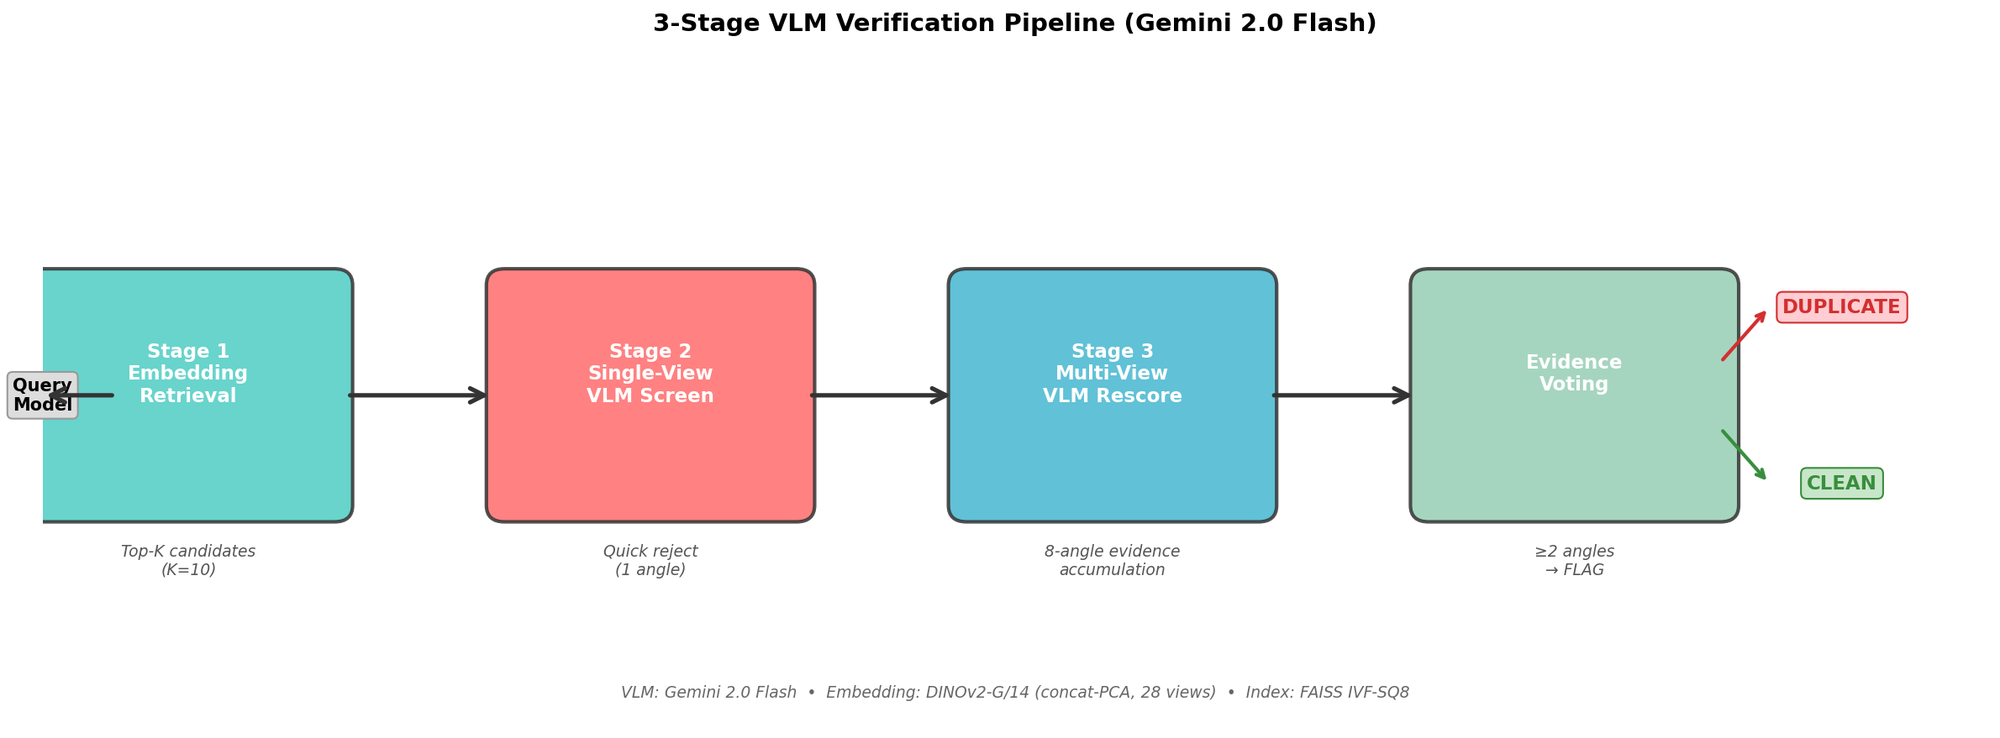 3-Stage VLM Verification Pipeline (Gemini 2.0 Flash)
Query
Model
Stage 1
Embedding
Retrieval
Top-K candidates
(K=10)
Stage 2
Single-View
VLM Screen
Quick reject
(1 angle)
Stage 3
Multi-View
VLM Rescore
8-angle evidence
accumulation
Evidence
Voting
≥2 angles
→ FLAG
DUPLICATE
CLEAN
VLM: Gemini 2.0 Flash • Embedding: DINOv2-G/14 (concat-PCA, 28 views) • Index: FAISS IVF-SQ8